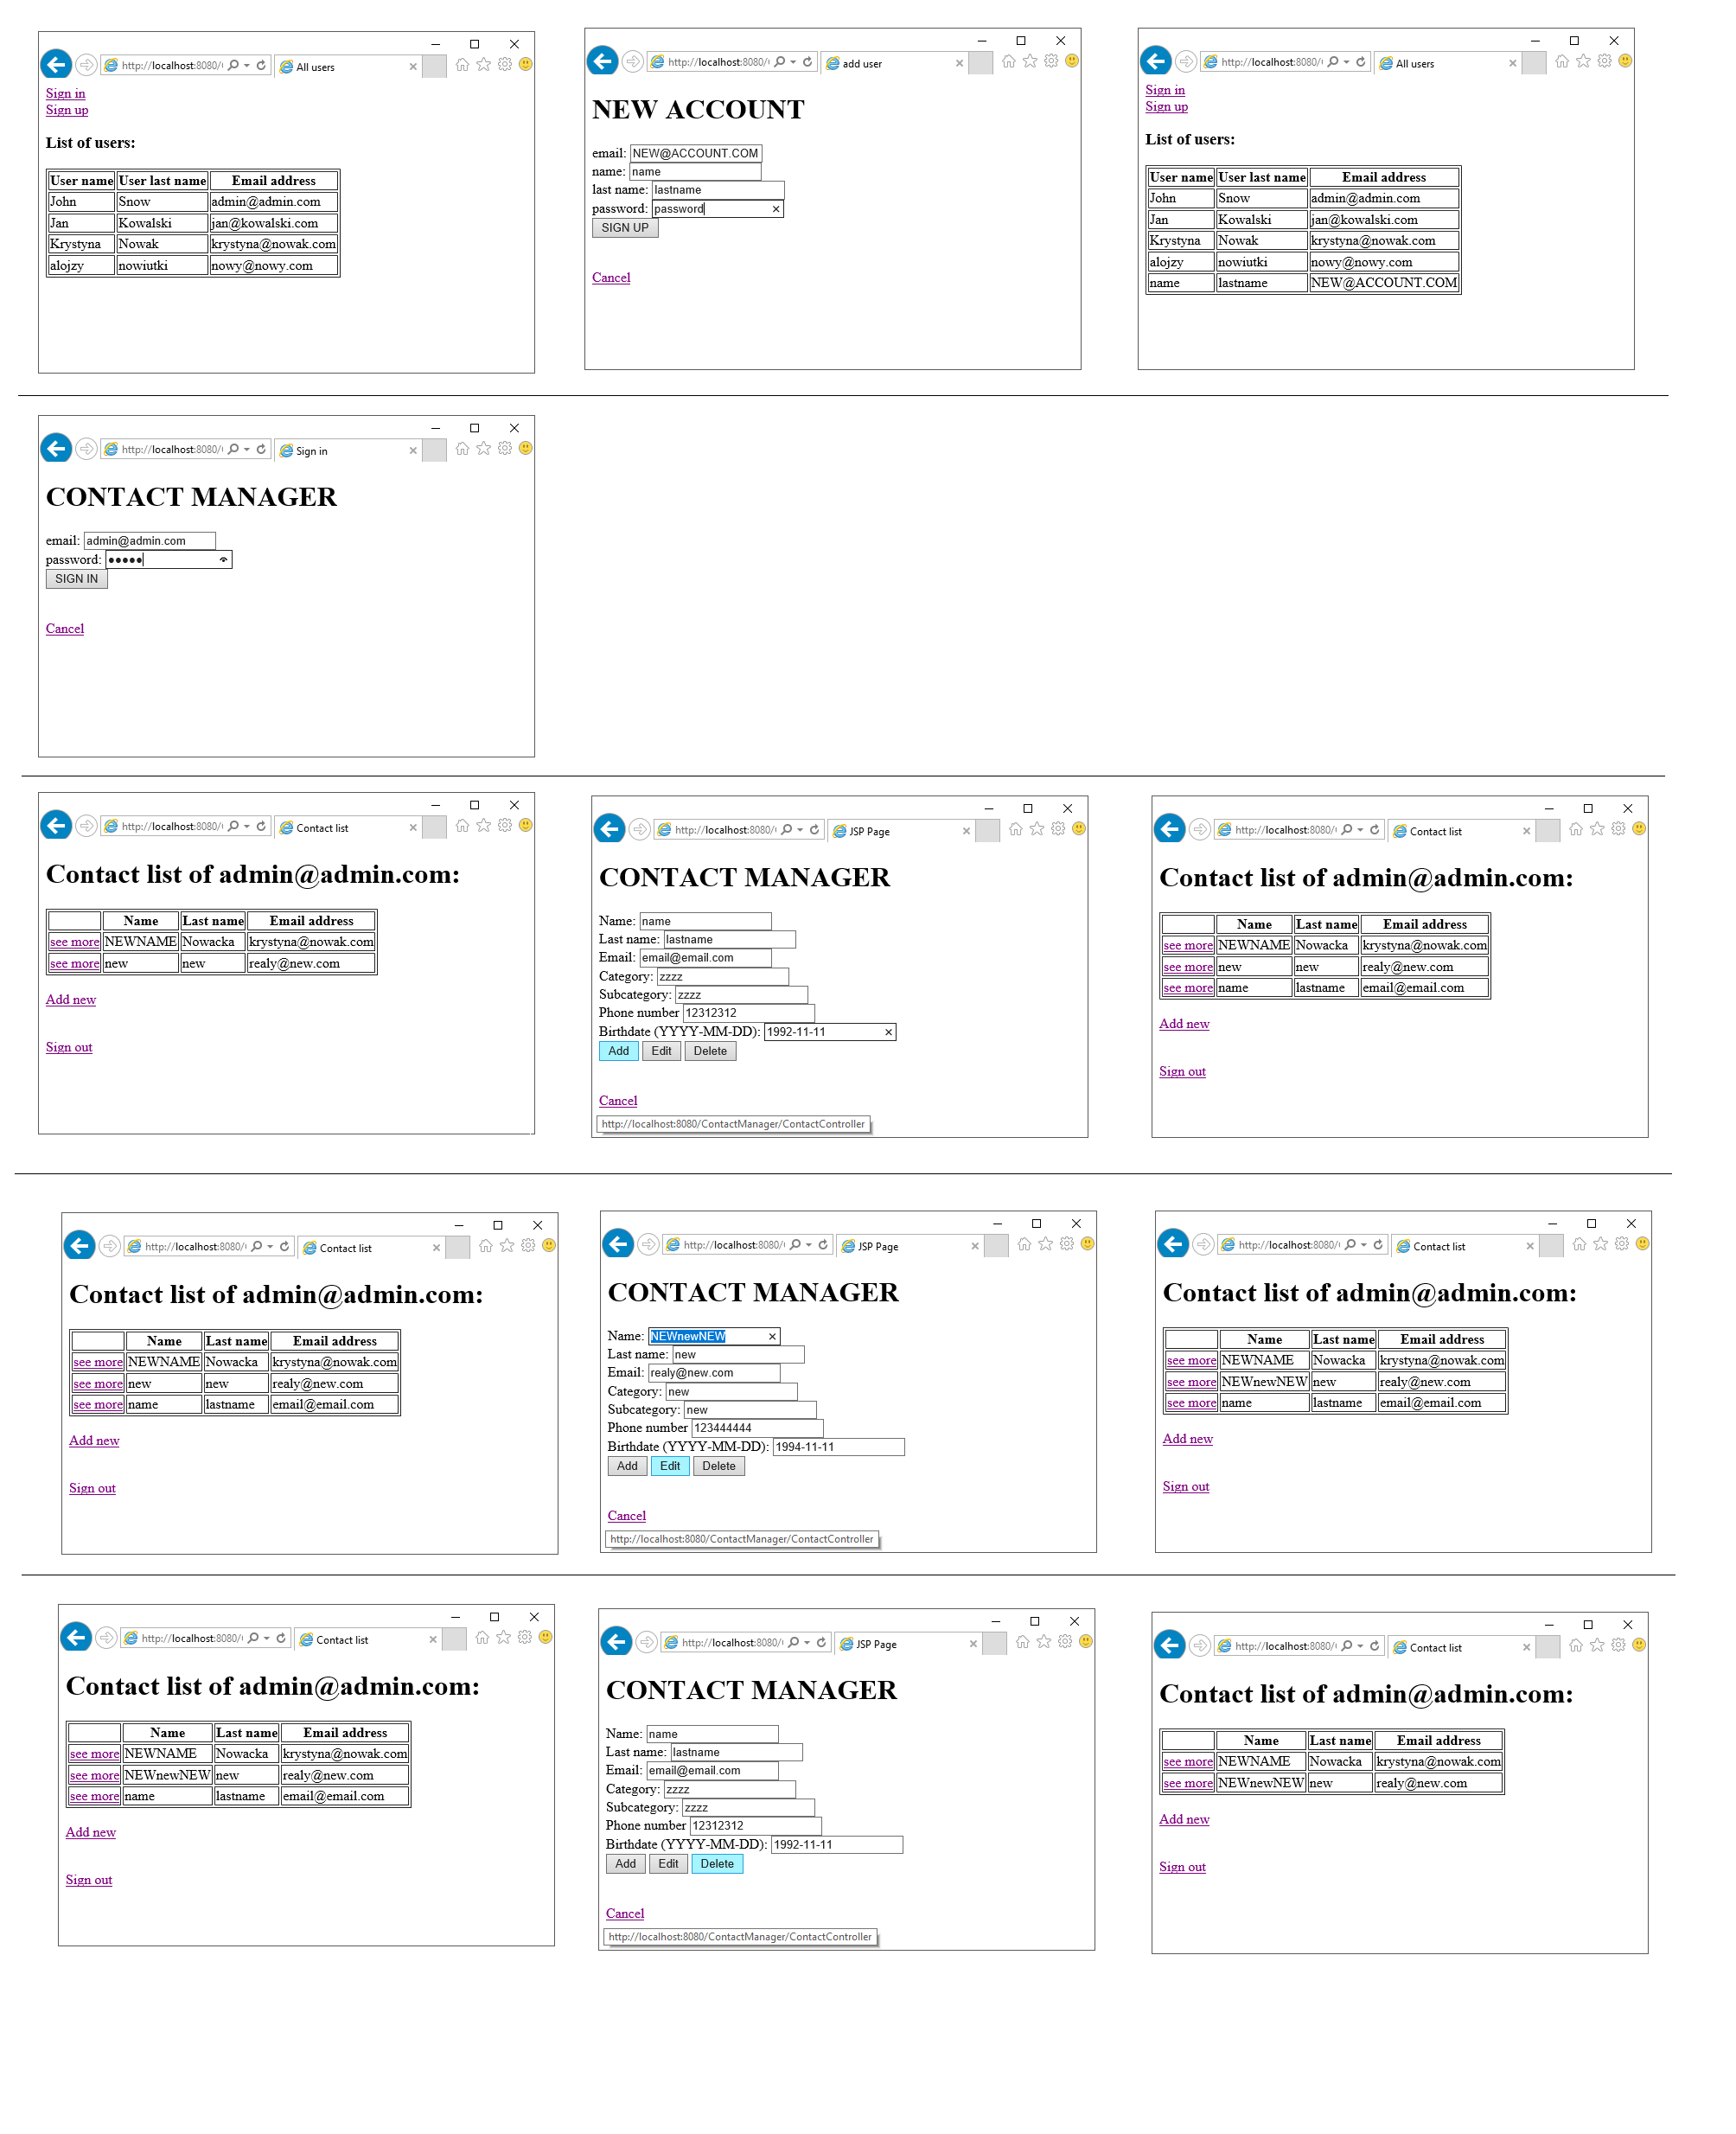 http://localhost:8080/
All users
Sign in
Sign up
List of users:
User name User last name Email address
John Snow admin@admin.com
Jan Kowalski jan@kowalski.com
Krystyna Nowak krystyna@nowak.com
alojzy nowiutki nowy@nowy.com
http://localhost:8080/
add user
NEW ACCOUNT
email: NEW@ACCOUNT.COM
name: name
last name: lastname
password: password
SIGN UP
Cancel
http://localhost:8080/
All users
Sign in
Sign up
List of users:
User name User last name Email address
John Snow admin@admin.com
Jan Kowalski jan@kowalski.com
Krystyna Nowak krystyna@nowak.com
alojzy nowiutki nowy@nowy.com
name lastname NEW@ACCOUNT.COM
http://localhost:8080/
Sign in
CONTACT MANAGER
email: admin@admin.com
password: •••••
SIGN IN
Cancel
http://localhost:8080/
Contact list
Contact list of admin@admin.com:
Name Last name Email address
see more NEWNAME Nowacka krystyna@nowak.com
see more new new realy@new.com
Add new
Sign out
http://localhost:8080/
JSP Page
CONTACT MANAGER
Name: name
Last name: lastname
Email: email@email.com
Category: zzzz
Subcategory: zzzz
Phone number 12312312
Birthdate (YYYY-MM-DD): 1992-11-11
Add Edit Delete
Cancel
http://localhost:8080/ContactManager/ContactController
http://localhost:8080/
Contact list
Contact list of admin@admin.com:
Name Last name Email address
see more NEWNAME Nowacka krystyna@nowak.com
see more new new realy@new.com
see more name lastname email@email.com
Add new
Sign out
http://localhost:8080/
Contact list
Contact list of admin@admin.com:
Name Last name Email address
see more NEWNAME Nowacka krystyna@nowak.com
see more new new realy@new.com
see more name lastname email@email.com
Add new
Sign out
http://localhost:8080/
JSP Page
CONTACT MANAGER
Name: NEWnewNEW
Last name: new
Email: realy@new.com
Category: new
Subcategory: new
Phone number 123444444
Birthdate (YYYY-MM-DD): 1994-11-11
Add Edit Delete
Cancel
http://localhost:8080/ContactManager/ContactController
http://localhost:8080/
Contact list
Contact list of admin@admin.com:
Name Last name Email address
see more NEWNAME Nowacka krystyna@nowak.com
see more NEWnewNEW new realy@new.com
see more name lastname email@email.com
Add new
Sign out
http://localhost:8080/
Contact list
Contact list of admin@admin.com:
Name Last name Email address
see more NEWNAME Nowacka krystyna@nowak.com
see more NEWnewNEW new realy@new.com
see more name lastname email@email.com
Add new
Sign out
http://localhost:8080/
JSP Page
CONTACT MANAGER
Name: name
Last name: lastname
Email: email@email.com
Category: zzzz
Subcategory: zzzz
Phone number 12312312
Birthdate (YYYY-MM-DD): 1992-11-11
Add Edit Delete
Cancel
http://localhost:8080/ContactManager/ContactController
http://localhost:8080/
Contact list
Contact list of admin@admin.com:
Name Last name Email address
see more NEWNAME Nowacka krystyna@nowak.com
see more NEWnewNEW new realy@new.com
Add new
Sign out